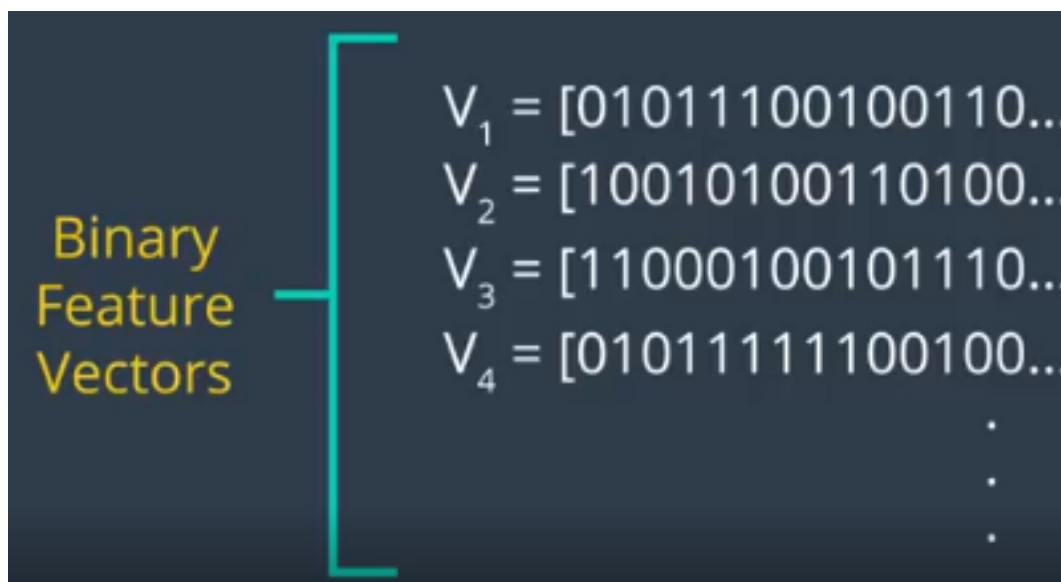 Binary
Feature
Vectors
V₁ = [01011100100110...
V₂ = [10010100110100...
V₃ = [11000100101110...
V₄ = [01011111100100...
.
.
.